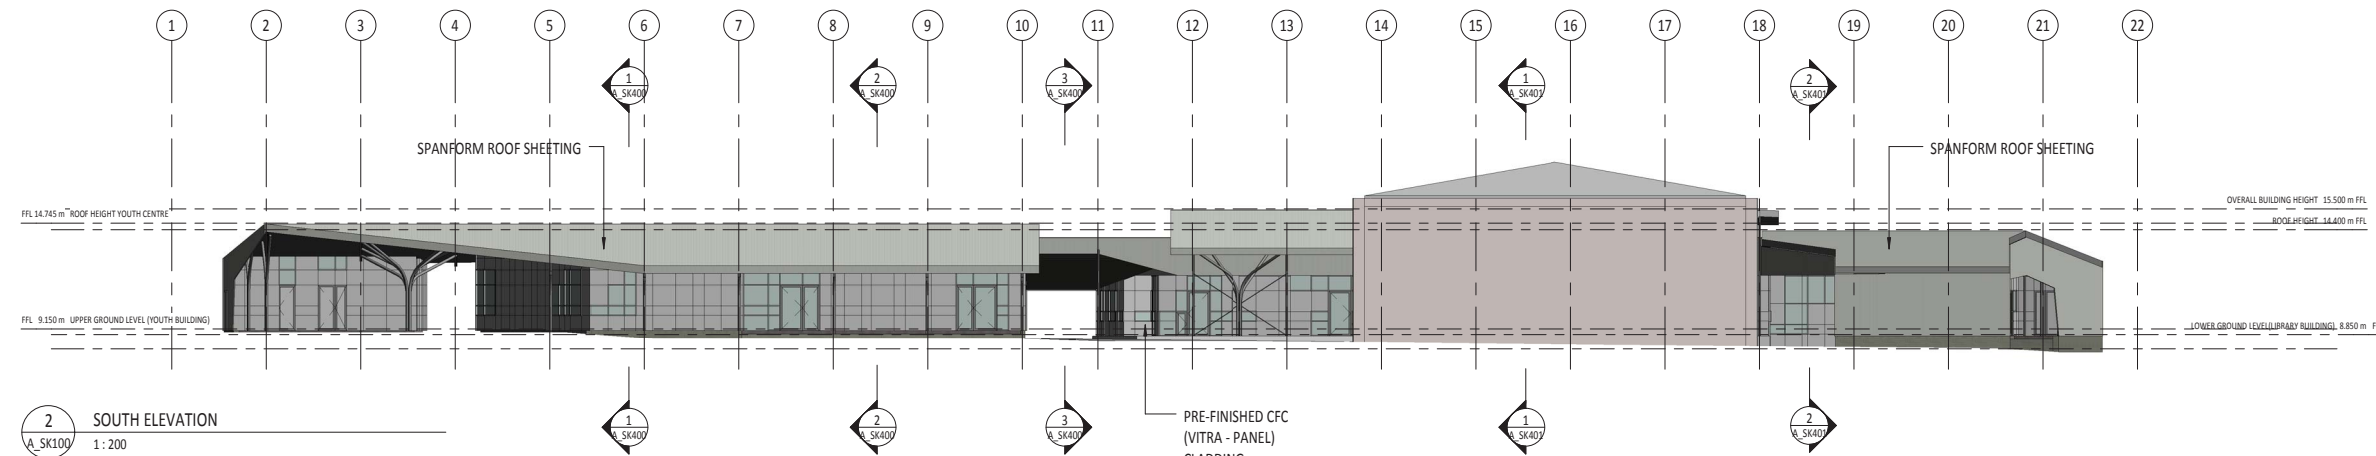 1 2 3 4 5 6 7 8 9 10 11 12 13 14 15 16 17 18 19 20 21 22
1 2 3 1 2
A_SK400 A_SK400 A_SK400 A_SK401 A_SK401
SPANFORM ROOF SHEETING
SPANFORM ROOF SHEETING
FFL 14.745 m ROOF HEIGHT YOUTH CENTRE
OVERALL BUILDING HEIGHT 15.500 m FFL
ROOF HEIGHT 14.400 m FFL
FFL 9.150 m UPPER GROUND LEVEL (YOUTH BUILDING)
LOWER GROUND LEVEL(LIBRARY BUILDING) 8.850 m F
2
A_SK100
SOUTH ELEVATION
1 : 200
1 2 3 1 2
A_SK400 A_SK400 A_SK400 A_SK401 A_SK401
PRE-FINISHED CFC
(VITRA - PANEL)